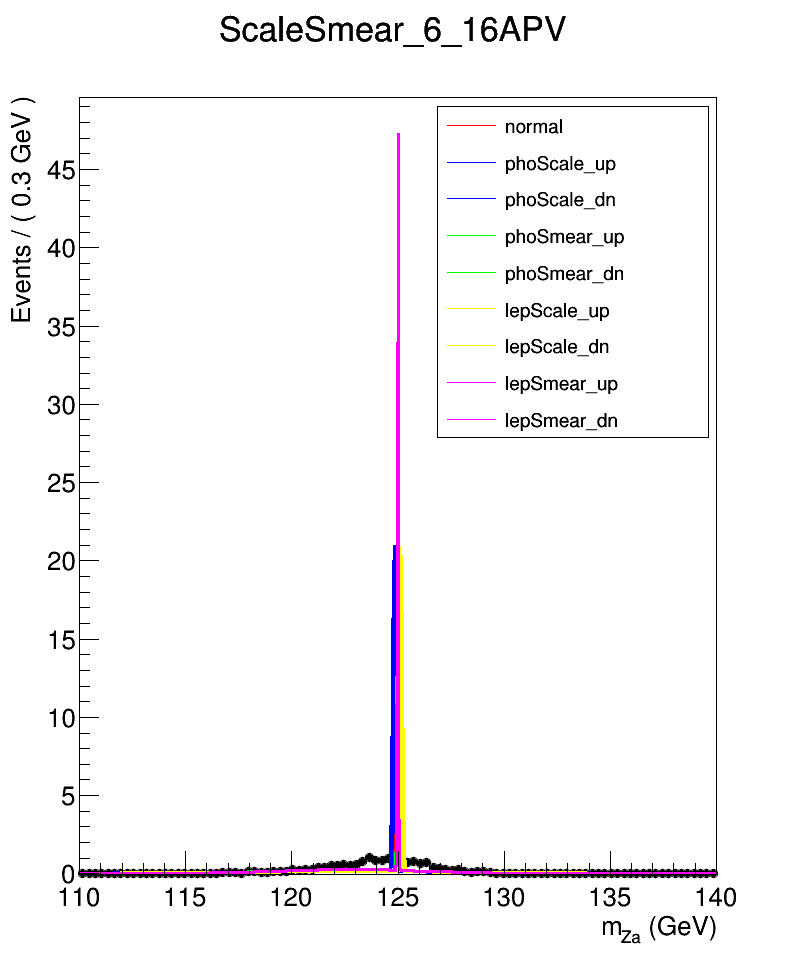 ScaleSmear_6_16APV
Events / ( 0.3 GeV )
45
40
35
30
25
20
15
10
5
0
normal
phoScale_up
phoScale_dn
phoSmear_up
phoSmear_dn
lepScale_up
lepScale_dn
lepSmear_up
lepSmear_dn
110 115 120 125 130 135 140
m_Za (GeV)